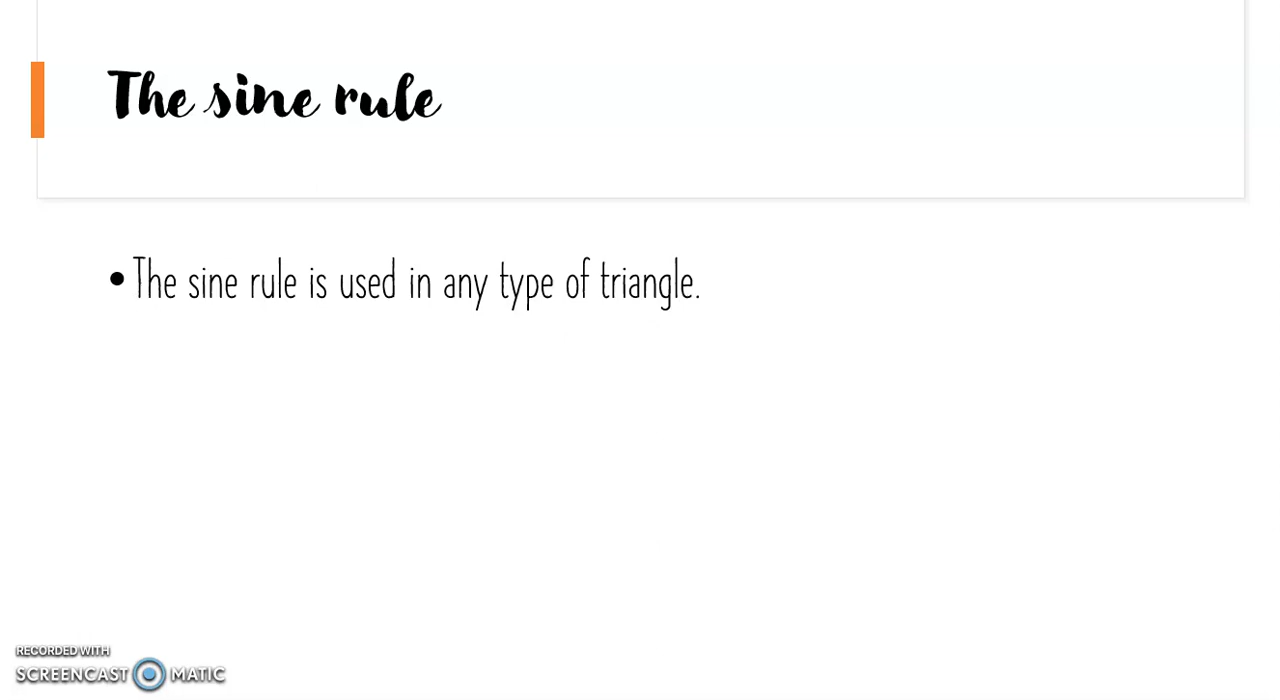 The sine rule
• The sine rule is used in any type of triangle.
RECORDED WITH
SCREENCAST MATIC